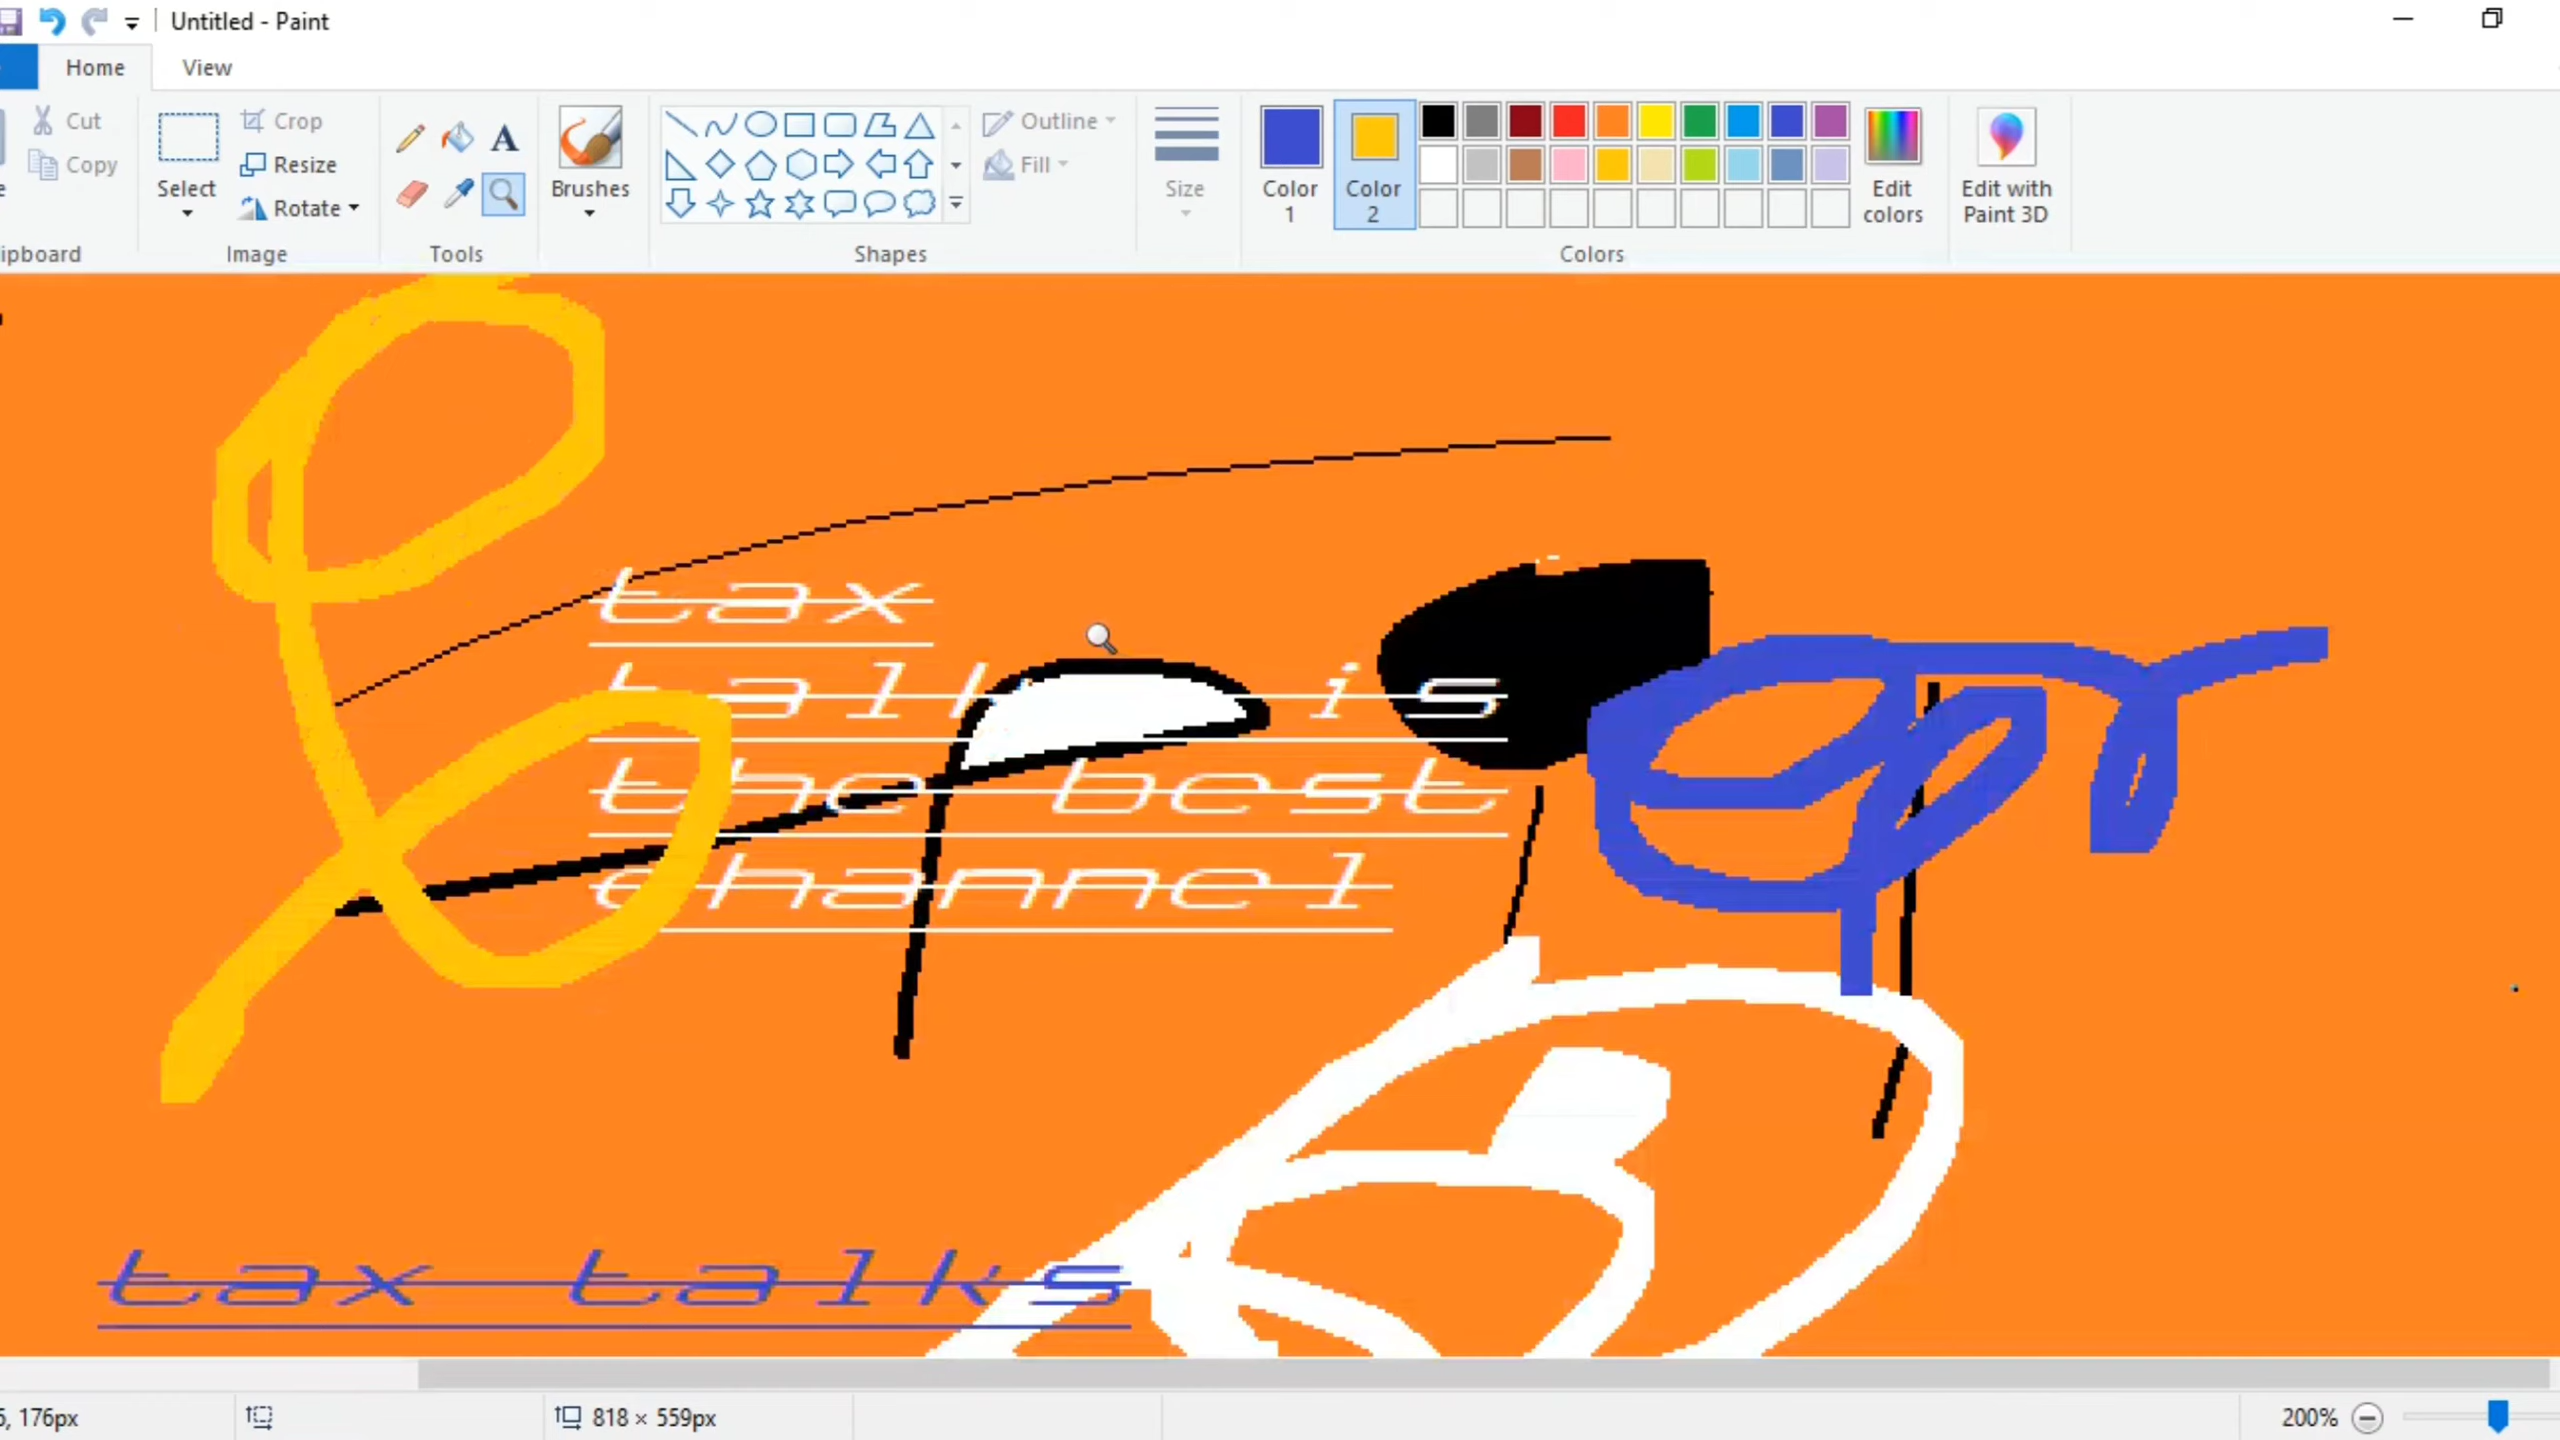 Untitled - Paint
Home View
Cut
Copy
Select
Crop
Resize
Rotate
Brushes
Outline
Fill
Size
Color 1
Color 2
Edit colors
Edit with Paint 3D
ipboard
Image
Tools
Shapes
Colors
tax
talk is
the best
channel
tax talks
5, 176px
818 × 559px
200%